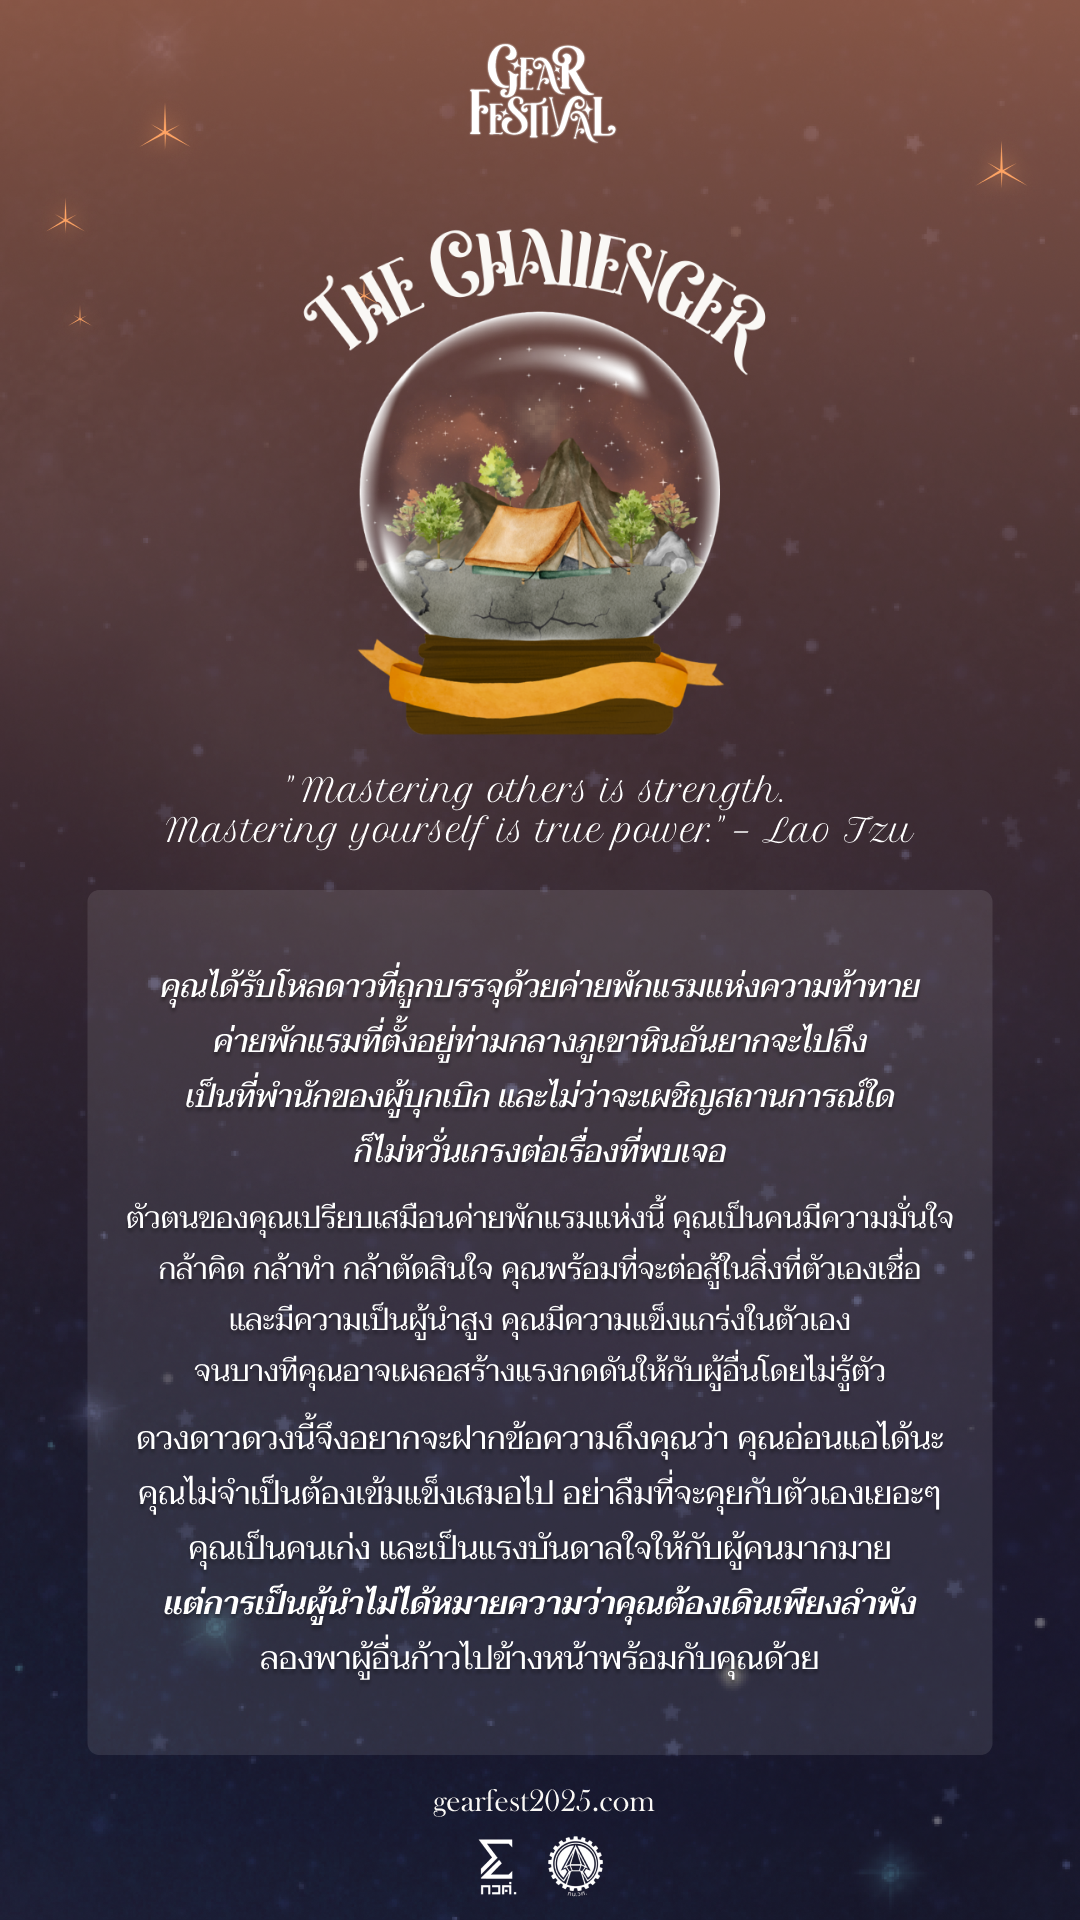 GEAR
FESTIVAL
THE CHALLENGER
"Mastering others is strength.
Mastering yourself is true power." – Lao Tzu
คุณได้รับโหลดาวที่ถูกบรรจุด้วยค่ายพักแรมแห่งความท้าทาย
ค่ายพักแรมที่ตั้งอยู่ท่ามกลางภูเขาหินอันยากจะไปถึง
เป็นที่พำนักของผู้บุกเบิก และไม่ว่าจะเผชิญสถานการณ์ใด
ก็ไม่หวั่นเกรงต่อเรื่องที่พบเจอ
ตัวตนของคุณเปรียบเสมือนค่ายพักแรมแห่งนี้ คุณเป็นคนมีความมั่นใจ
กล้าคิด กล้าทำ กล้าตัดสินใจ คุณพร้อมที่จะต่อสู้ในสิ่งที่ตัวเองเชื่อ
และมีความเป็นผู้นำสูง คุณมีความแข็งแกร่งในตัวเอง
จนบางทีคุณอาจเผลอสร้างแรงกดดันให้กับผู้อื่นโดยไม่รู้ตัว
ดวงดาวดวงนี้จึงอยากจะฝากข้อความถึงคุณว่า คุณอ่อนแอได้นะ
คุณไม่จำเป็นต้องเข้มแข็งเสมอไป อย่าลืมที่จะคุยกับตัวเองเยอะๆ
คุณเป็นคนเก่ง และเป็นแรงบันดาลใจให้กับผู้คนมากมาย
แต่การเป็นผู้นำไม่ได้หมายความว่าคุณต้องเดินเพียงลำพัง
ลองพาผู้อื่นก้าวไปข้างหน้าพร้อมกับคุณด้วย
gearfest2025.com
กวศ.